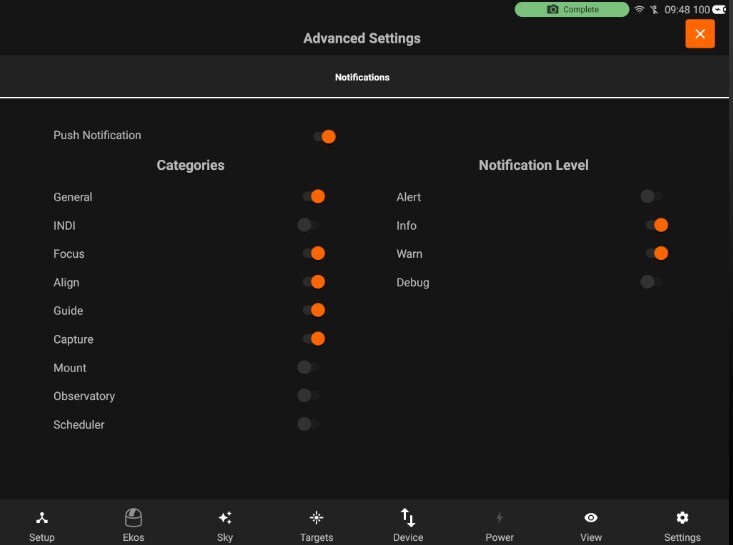 Complete 09:48 100
Advanced Settings
Notifications
Push Notification
Categories
General
INDI
Focus
Align
Guide
Capture
Mount
Observatory
Scheduler
Notification Level
Alert
Info
Warn
Debug
Setup Ekos Sky Targets Device Power View Settings